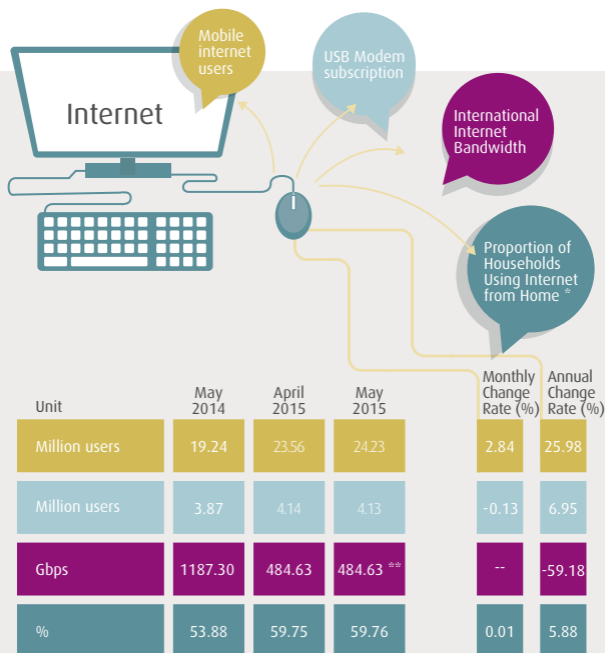 Mobile
internet
users
USB Modem
subscription
Internet
International
Internet
Bandwidth
Proportion of
Households
Using Internet
from Home *
Unit
May
2014
April
2015
May
2015
Monthly
Change
Rate (%)
Annual
Change
Rate (%)
Million users 19.24 23.56 24.23 2.84 25.98
Million users 3.87 4.14 4.13 -0.13 6.95
Gbps 1187.30 484.63 484.63 ** -- -59.18
% 53.88 59.75 59.76 0.01 5.88